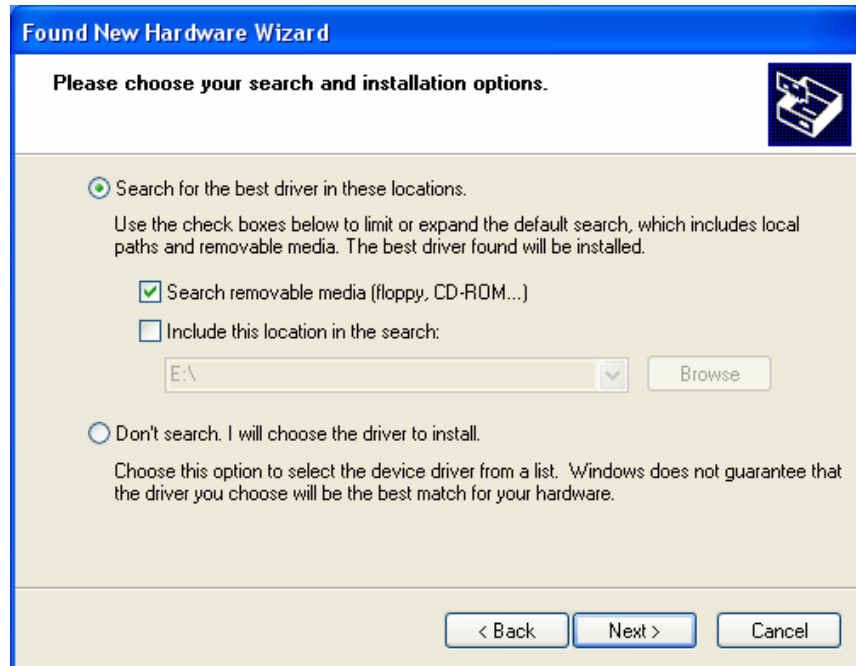 Found New Hardware Wizard
Please choose your search and installation options.
Search for the best driver in these locations.
Use the check boxes below to limit or expand the default search, which includes local
paths and removable media. The best driver found will be installed.
Search removable media (floppy, CD-ROM...)
Include this location in the search:
E:\
Browse
Don't search. I will choose the driver to install.
Choose this option to select the device driver from a list.  Windows does not guarantee that
the driver you choose will be the best match for your hardware.
< Back
Next >
Cancel